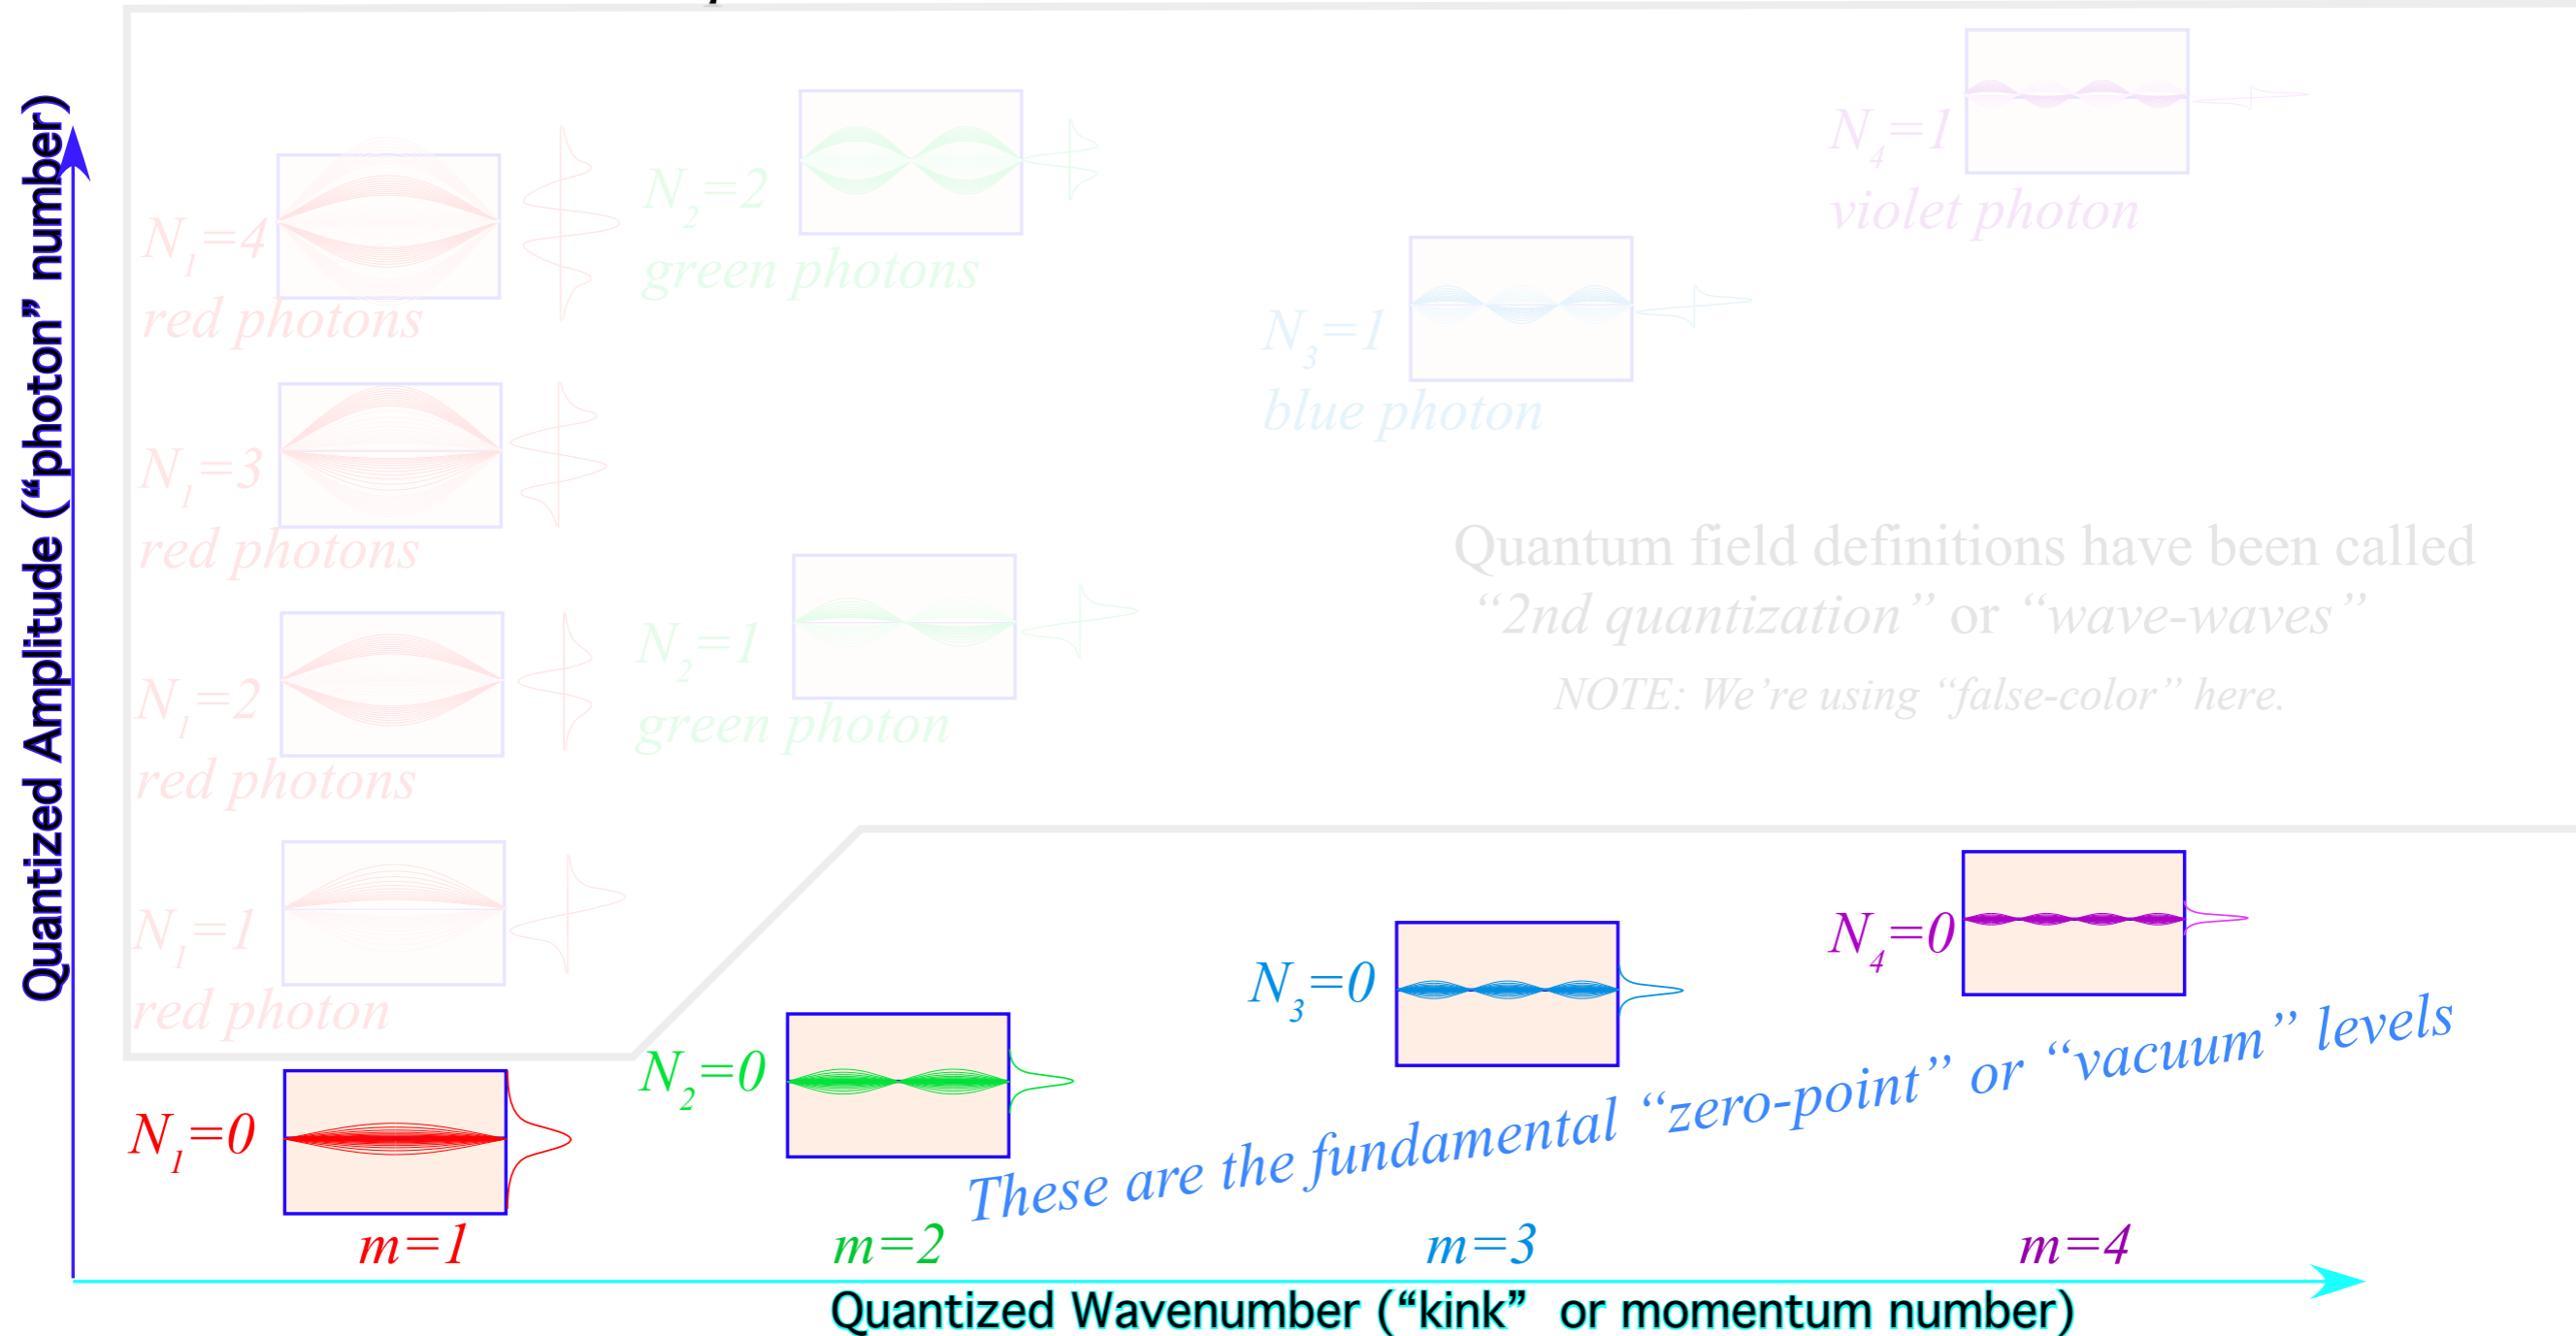 Quantized Amplitude (“photon” number)
N1=4
red photons
N2=2
green photons
N4=1
violet photon
N3=1
blue photon
N1=3
red photons
Quantum field definitions have been called
“2nd quantization” or “wave-waves”
NOTE: We’re using “false-color” here.
N1=2
red photons
N2=1
green photon
N1=1
red photon
N1=0
N2=0
N3=0
N4=0
These are the fundamental “zero-point” or “vacuum” levels
m=1
m=2
m=3
m=4
Quantized Wavenumber (“kink” or momentum number)